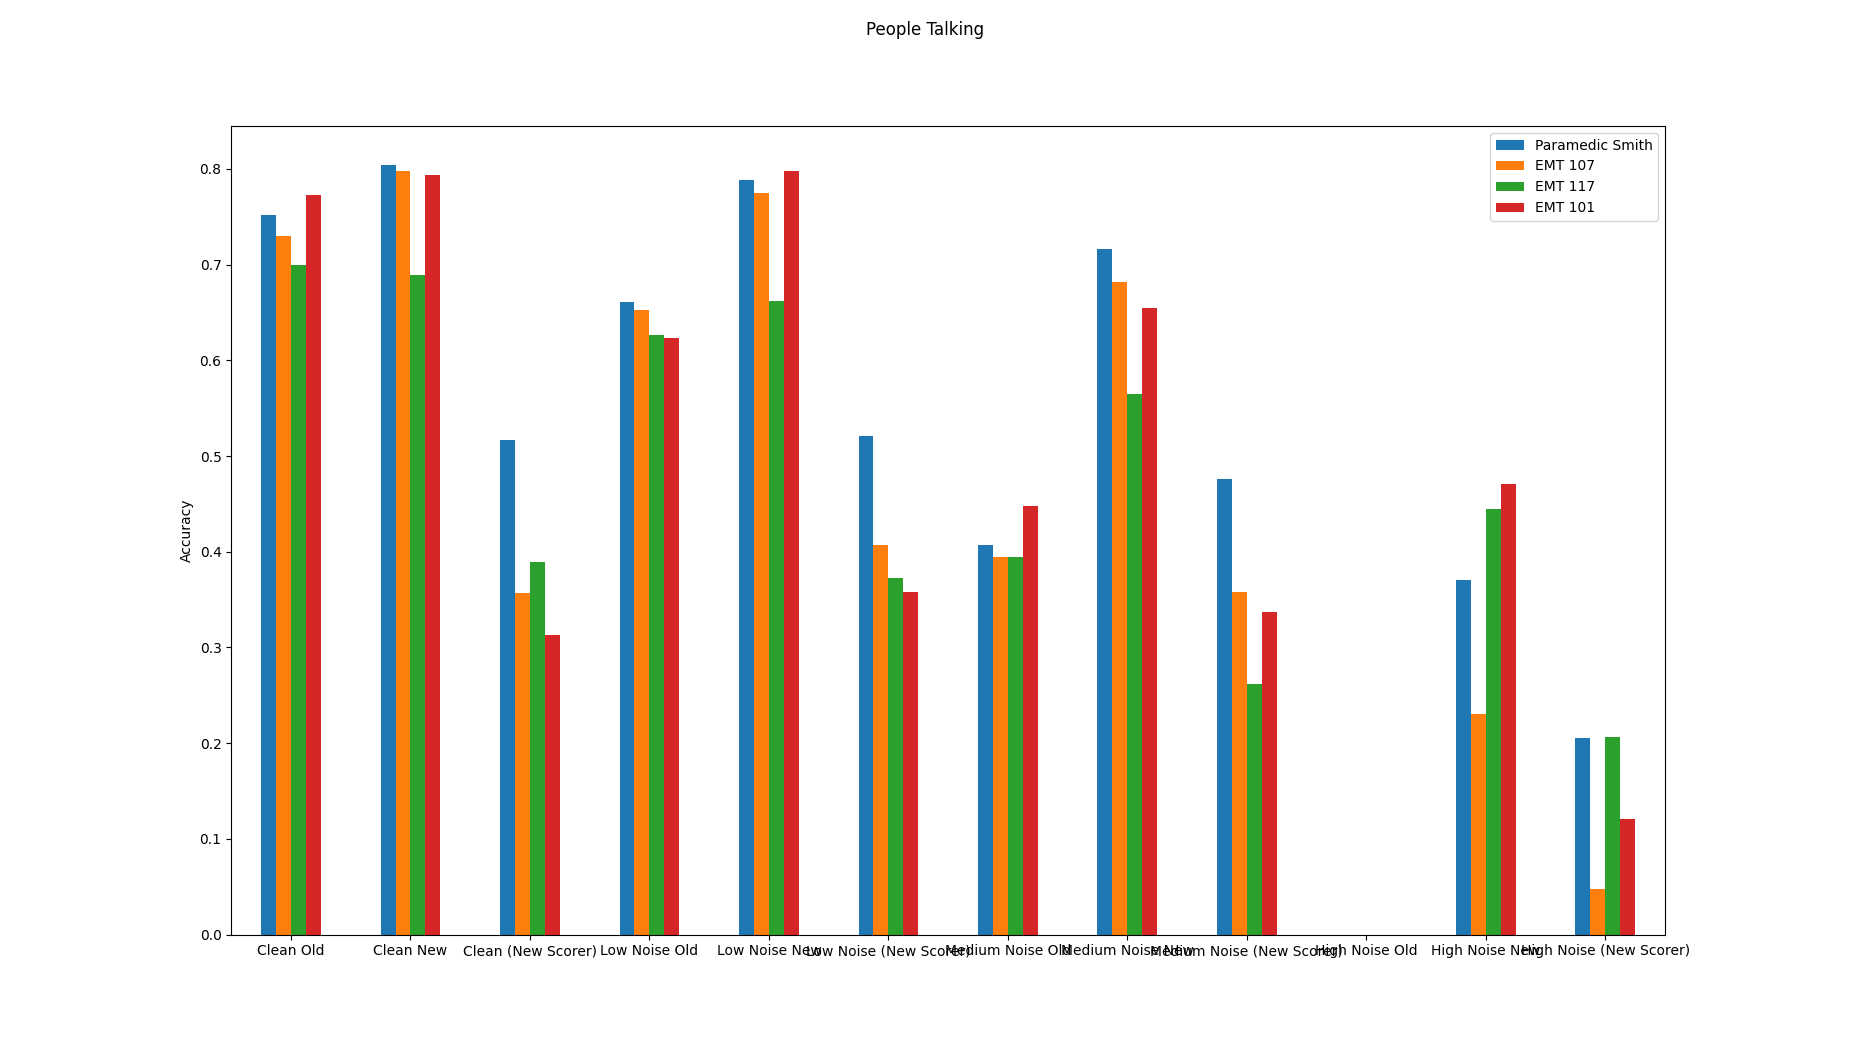 People Talking
Paramedic Smith
EMT 107
EMT 117
EMT 101
Accuracy
0.8
0.7
0.6
0.5
0.4
0.3
0.2
0.1
0.0
Clean Old Clean New Clean (New Scorer) Low Noise Old Low Noise New Low Noise (New Scorer) Medium Noise Old Medium Noise New Medium Noise (New Scorer) High Noise Old High Noise New High Noise (New Scorer)